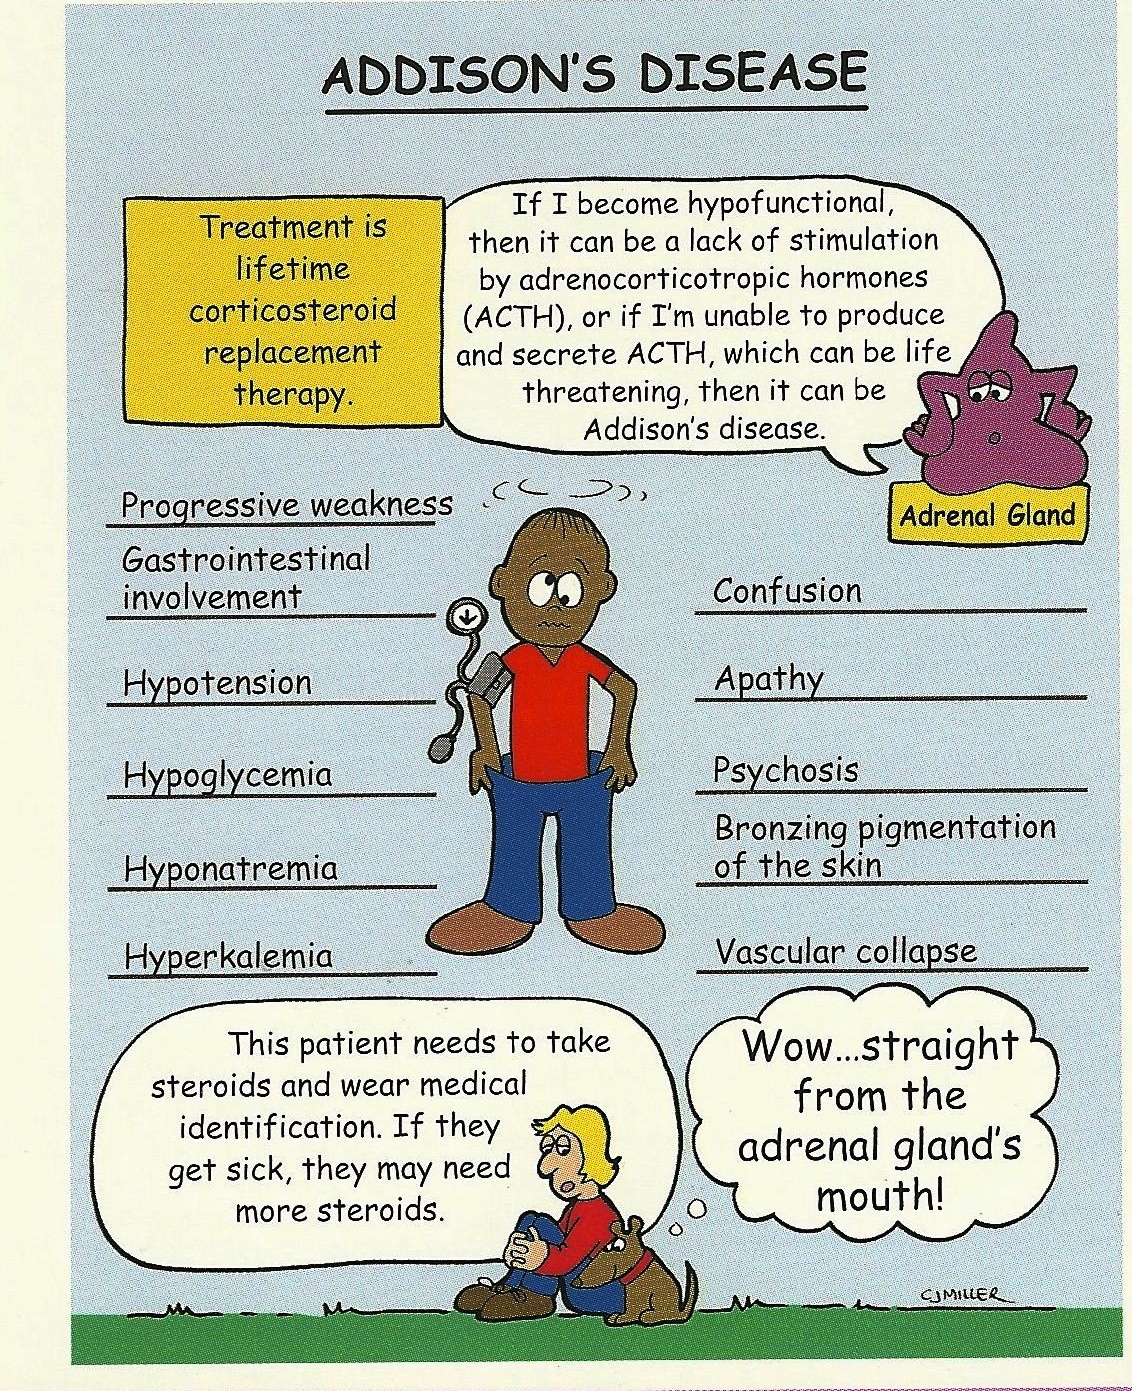 ADDISON'S DISEASE
Treatment is
lifetime
corticosteroid
replacement
therapy.
If I become hypofunctional,
then it can be a lack of stimulation
by adrenocorticotropic hormones
(ACTH), or if I'm unable to produce
and secrete ACTH, which can be life
threatening, then it can be
Addison's disease.
Adrenal Gland
Progressive weakness
Gastrointestinal
involvement
Hypotension
Hypoglycemia
Hyponatremia
Hyperkalemia
Confusion
Apathy
Psychosis
Bronzing pigmentation
of the skin
Vascular collapse
This patient needs to take
steroids and wear medical
identification. If they
get sick, they may need
more steroids.
Wow...straight
from the
adrenal gland's
mouth!
CJMILLER